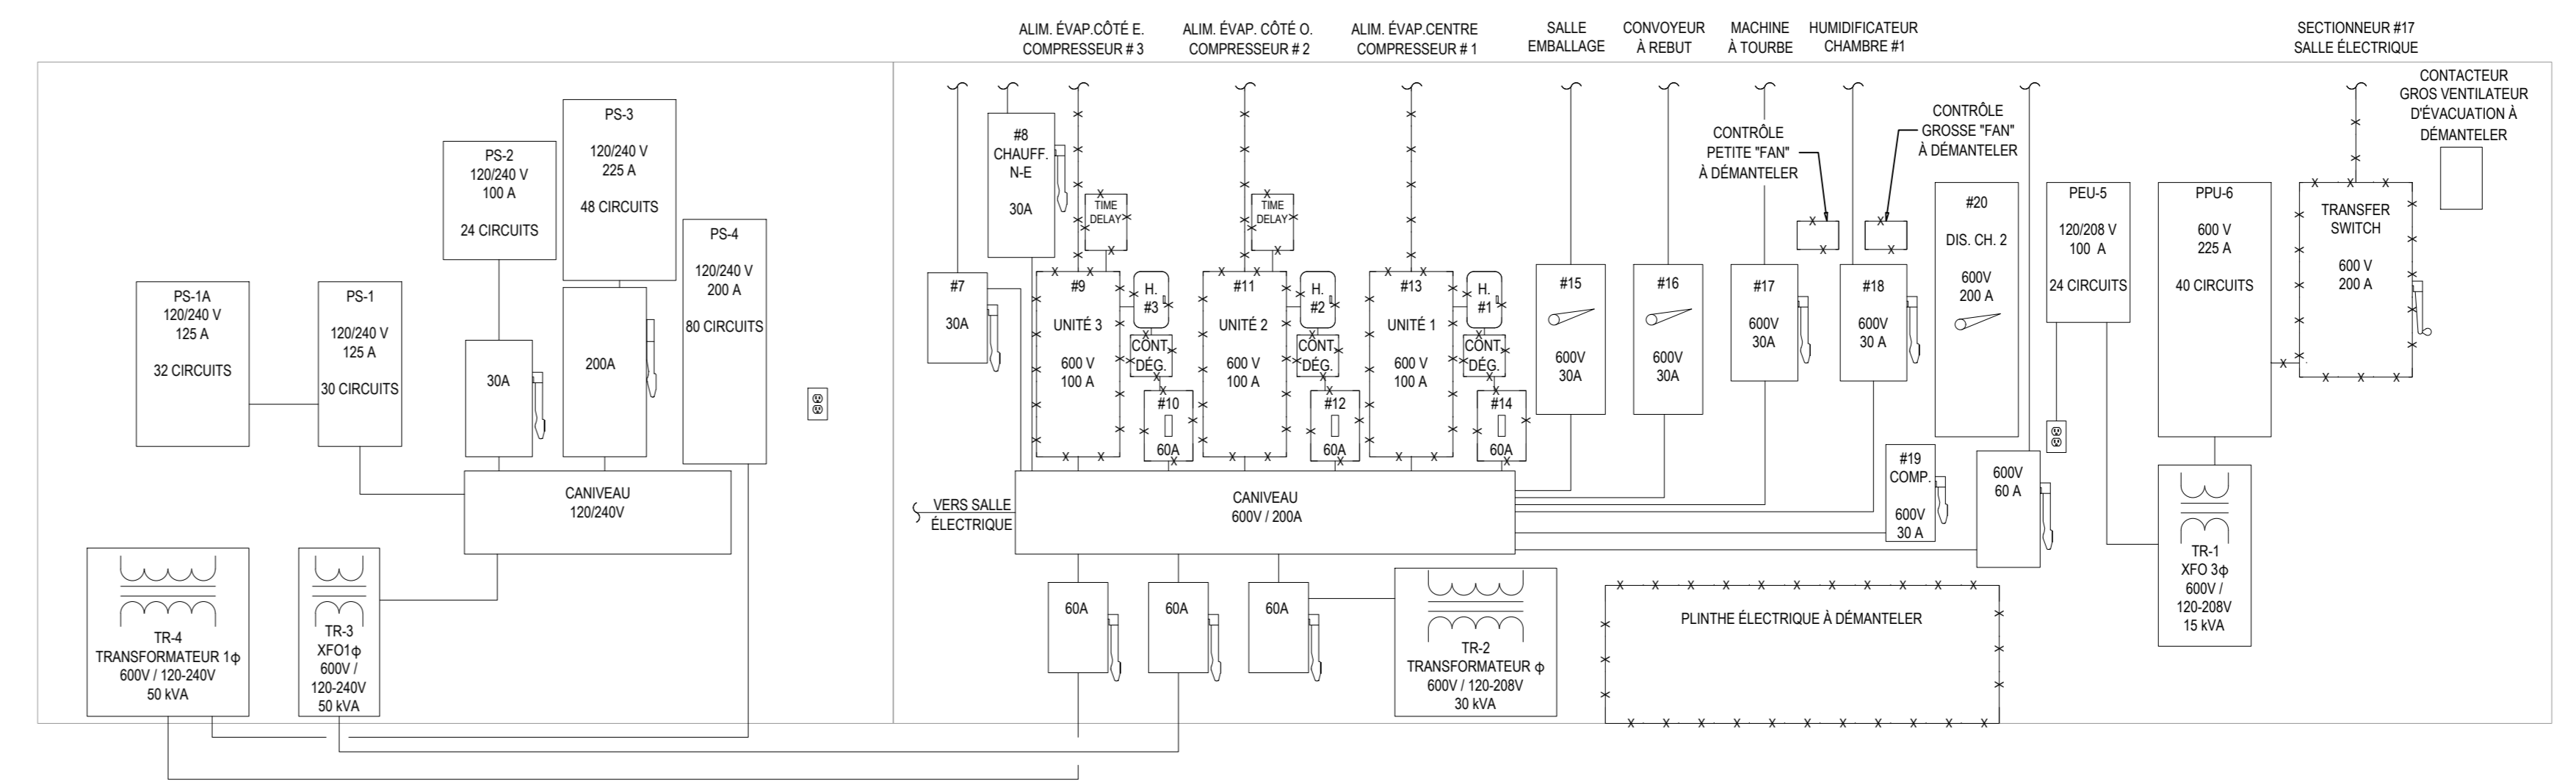 ALIM. ÉVAP.CÔTÉ E.
COMPRESSEUR # 3
ALIM. ÉVAP. CÔTÉ O.
COMPRESSEUR # 2
ALIM. ÉVAP.CENTRE
COMPRESSEUR # 1
SALLE
EMBALLAGE
CONVOYEUR
À REBUT
MACHINE
À TOURBE
HUMIDIFICATEUR
CHAMBRE #1
SECTIONNEUR #17
SALLE ÉLECTRIQUE
CONTACTEUR
GROS VENTILATEUR
D'ÉVACUATION À
DÉMANTELER
PS-1A
120/240 V
125 A
32 CIRCUITS
PS-1
120/240 V
125 A
30 CIRCUITS
PS-2
120/240 V
100 A
24 CIRCUITS
30A
PS-3
120/240 V
225 A
48 CIRCUITS
200A
PS-4
120/240 V
200 A
80 CIRCUITS
CANIVEAU
120/240V
TR-4
TRANSFORMATEUR 1ɸ
600V / 120-240V
50 kVA
TR-3
XFO1ɸ
600V /
120-240V
50 kVA
#7
30A
#8
CHAUFF.
N-E
30A
TIME
DELAY
#9
UNITÉ 3
600 V
100 A
H.
#3
CÔNT.
DÉG.
#10
60A
TIME
DELAY
#11
UNITÉ 2
600 V
100 A
H.
#2
CÔNT.
DÉG.
#12
60A
#13
UNITÉ 1
600 V
100 A
H.
#1
CÔNT.
DÉG.
#14
60A
#15
600V
30A
#16
600V
30A
CONTRÔLE
PETITE "FAN"
À DÉMANTELER
#17
600V
30A
CONTRÔLE
GROSSE "FAN"
À DÉMANTELER
#18
600V
30 A
#20
DIS. CH. 2
600V
200 A
#19
COMP.
600V
30 A
600V
60 A
PEU-5
120/208 V
100 A
24 CIRCUITS
PPU-6
600 V
225 A
40 CIRCUITS
TRANSFER
SWITCH
600 V
200 A
VERS SALLE
ÉLECTRIQUE
CANIVEAU
600V / 200A
60A
60A
60A
TR-2
TRANSFORMATEUR ɸ
600V / 120-208V
30 kVA
PLINTHE ÉLECTRIQUE À DÉMANTELER
TR-1
XFO 3ɸ
600V /
120-208V
15 kVA